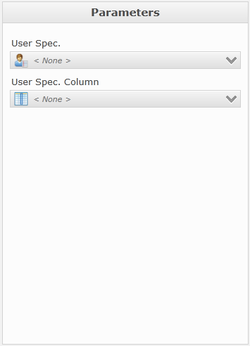 Parameters
User Spec.
< None >
User Spec. Column
< None >